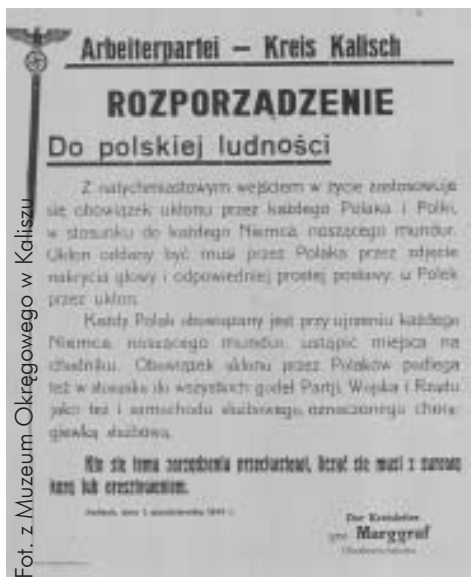 Arbeiterpartei – Kreis Kalisch
ROZPORZĄDZENIE
Do polskiej ludności
Z natychmiastowym wejściem w życie zastosowuje
się obowiązek ukłonu przez każdego Polaka i Polki,
w stosunku do każdego Niemca, noszącego mundur.
Ukłon oddany być musi przez Polaka przez zdjęcie
nakrycia głowy i odpowiedniej prostej postawy, u Polek
przez ukłon.
Każdy Polak obowiązany jest przy ujrzeniu każdego
Niemca, noszącego mundur, ustąpić miejsca na
chodniku. Obowiązek ukłonu przez Polaków podlega
też w stosunku do wszystkich godeł Partji, Wojska i Rządu
jako też i samochodu służbowego, oznaczonego chorą-
giewką służbową.
Kto się temu zarządzeniu przeciwstawi, liczyć się musi z surową
karą lub aresztowaniem.
Der Kreisleiter
gez. Marggraf
Fot. z Muzeum Okręgowego w Kaliszu